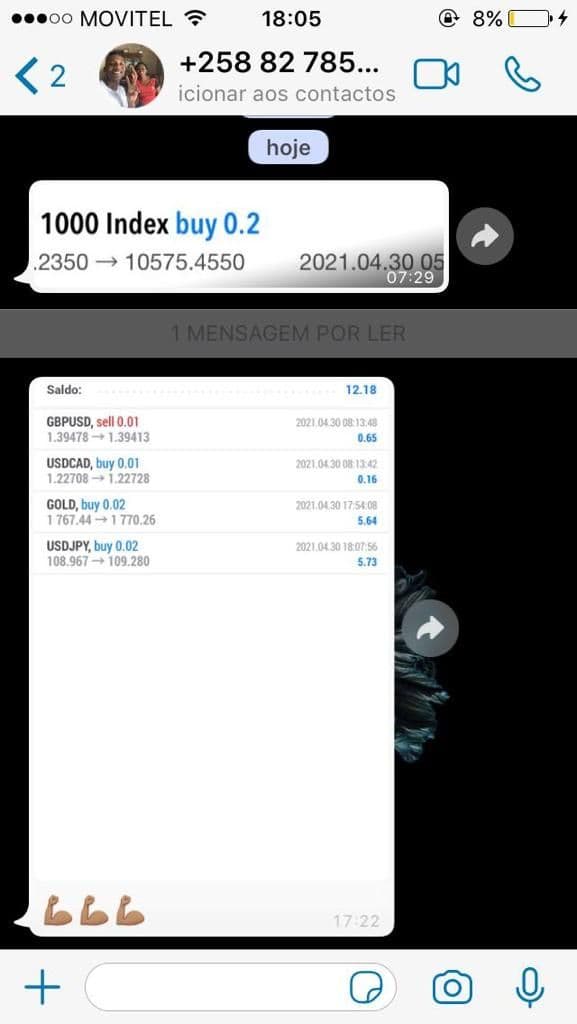 MOVITEL 18:05 8%
2 +258 82 785...
icionar aos contactos
hoje
1000 Index buy 0.2
.2350 → 10575.4550 2021.04.30 05
07:29
1 MENSAGEM POR LER
Saldo: 12.18
GBPUSD, sell 0.01 2021.04.30 08:13:48
1.39478 → 1.39413 0.65
USDCAD, buy 0.01 2021.04.30 08:13:42
1.22708 → 1.22728 0.16
GOLD, buy 0.02 2021.04.30 17:54:08
1 767.44 → 1 770.26 5.64
USDJPY, buy 0.02 2021.04.30 18:07:56
108.967 → 109.280 5.73
17:22